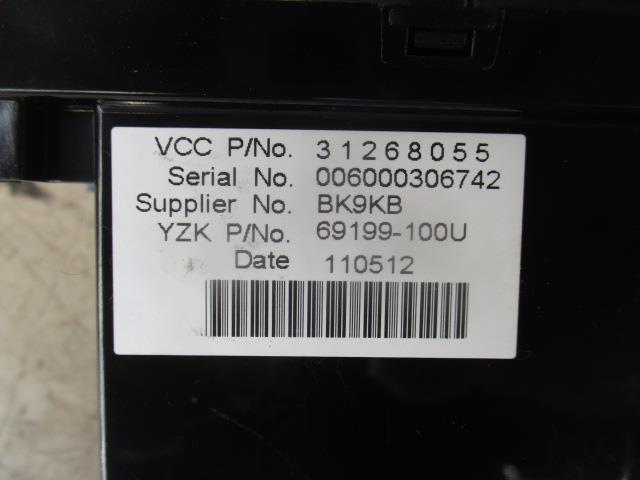 VCC P/No. 31268055
Serial No. 006000306742
Supplier No. BK9KB
YZK P/No. 69199-100U
Date 110512